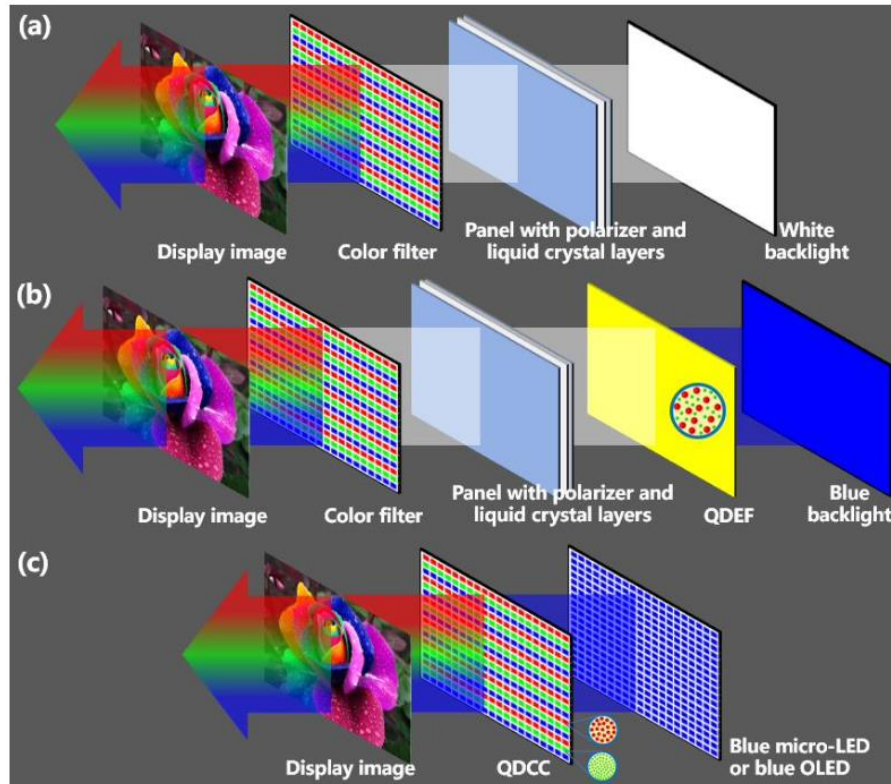 (a)
Display image
Color filter
Panel with polarizer and
liquid crystal layers
White
backlight
(b)
Display image
Color filter
Panel with polarizer and
liquid crystal layers
QDEF
Blue
backlight
(c)
Display image
QDCC
Blue micro-LED
or blue OLED